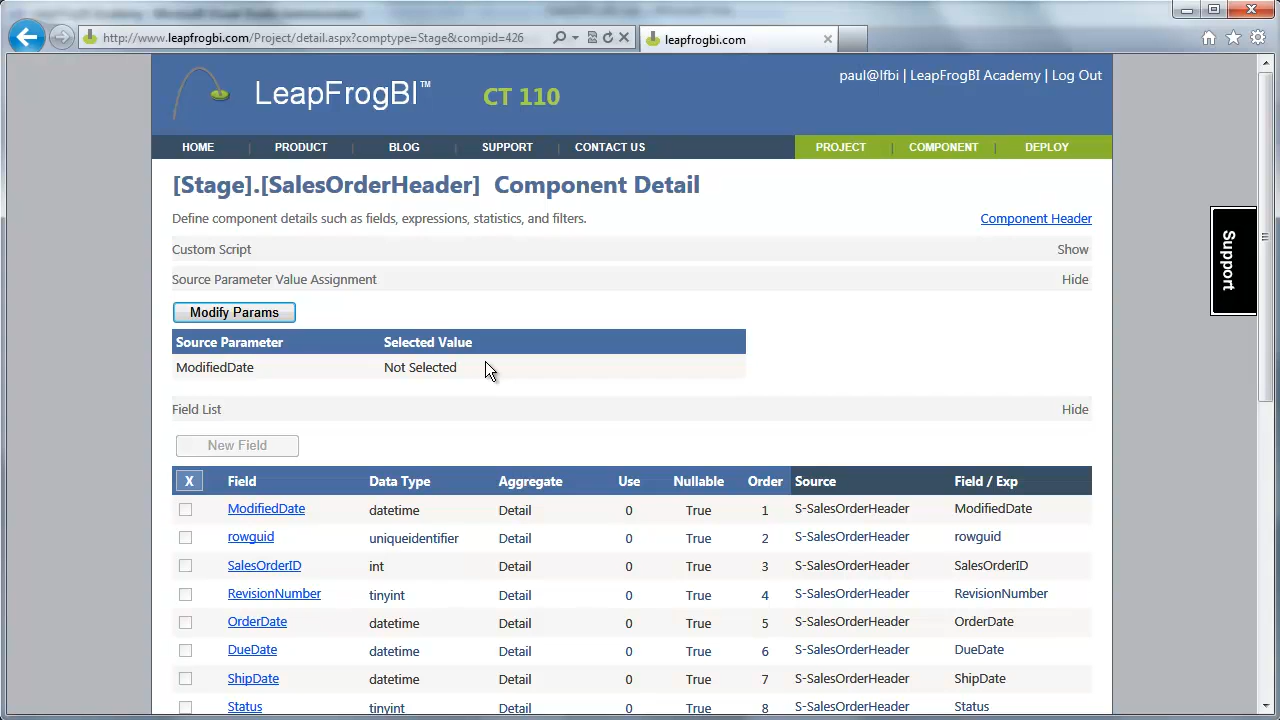 http://www.leapfrogbi.com/Project/detail.aspx?comptype=Stage&compid=426
leapfrogbi.com
LeapFrogBI™
CT 110
paul@lfbi | LeapFrogBI Academy | Log Out
HOME | PRODUCT | BLOG | SUPPORT | CONTACT US
PROJECT | COMPONENT | DEPLOY
[Stage].[SalesOrderHeader] Component Detail
Define component details such as fields, expressions, statistics, and filters.
Component Header
Custom Script Show
Source Parameter Value Assignment Hide
Modify Params
Source Parameter Selected Value
ModifiedDate Not Selected
Field List Hide
New Field
X Field Data Type Aggregate Use Nullable Order Source Field / Exp
ModifiedDate datetime Detail 0 True 1 S-SalesOrderHeader ModifiedDate
rowguid uniqueidentifier Detail 0 True 2 S-SalesOrderHeader rowguid
SalesOrderID int Detail 0 True 3 S-SalesOrderHeader SalesOrderID
RevisionNumber tinyint Detail 0 True 4 S-SalesOrderHeader RevisionNumber
OrderDate datetime Detail 0 True 5 S-SalesOrderHeader OrderDate
DueDate datetime Detail 0 True 6 S-SalesOrderHeader DueDate
ShipDate datetime Detail 0 True 7 S-SalesOrderHeader ShipDate
Status tinyint Detail 0 True 8 S-SalesOrderHeader Status
Support